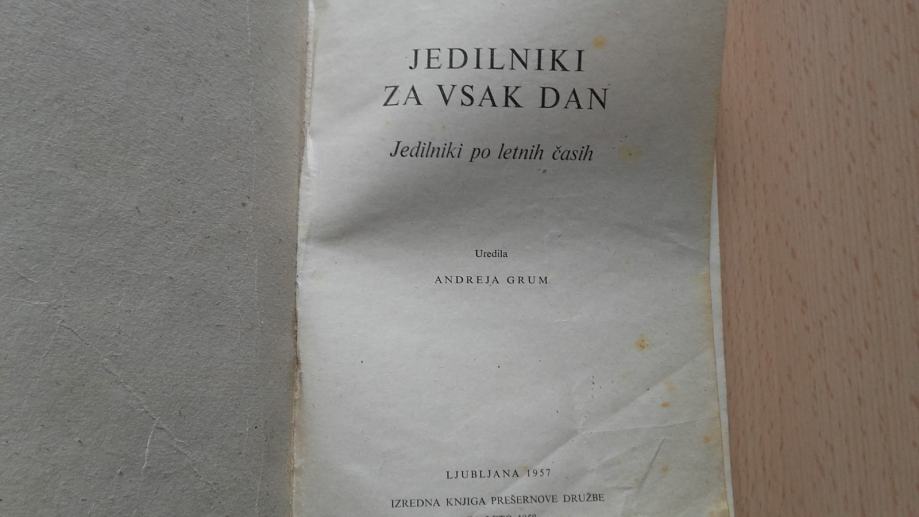 JEDILNIKI
ZA VSAK DAN
Jedilniki po letnih časih
Uredila
ANDREJA GRUM
LJUBLJANA 1957
IZREDNA KNJIGA PREŠERNOVE DRUŽBE